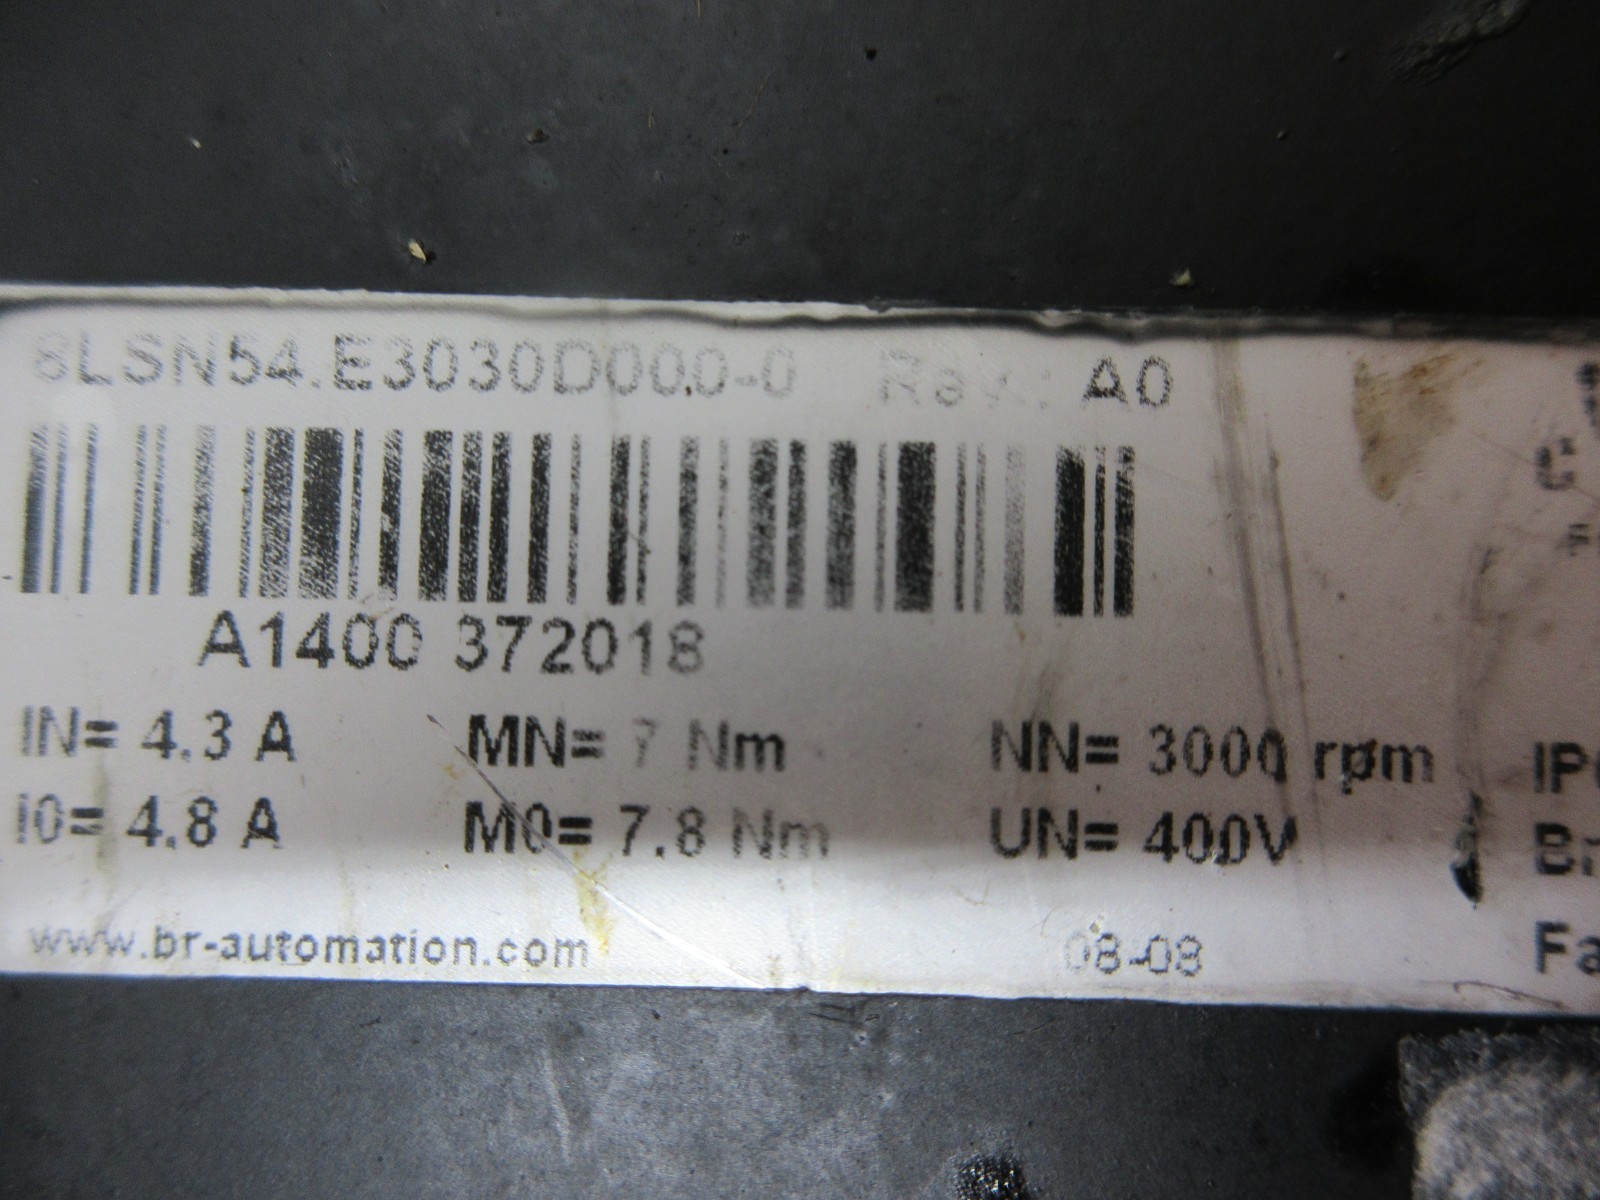 8LSN54.E3030D000-0 Rev.: A0
A1400 372018
IN= 4.3 A MN= 7 Nm NN= 3000 rpm
I0= 4.8 A M0= 7.8 Nm UN= 400V
www.br-automation.com 08-08